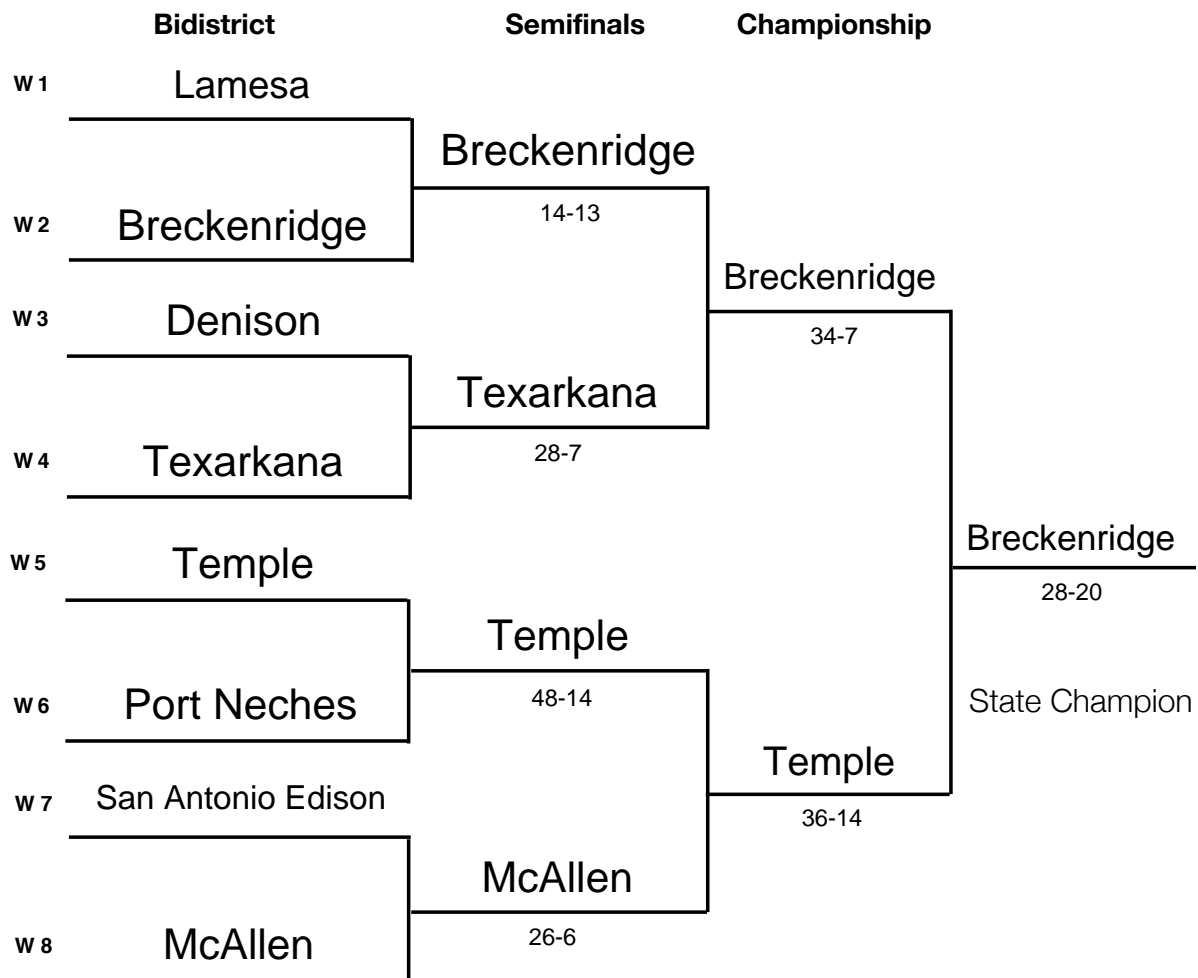 Bidistrict Semifinals Championship
W 1 Lamesa
Breckenridge
14-13
W 2 Breckenridge
Breckenridge
34-7
W 3 Denison
Texarkana
28-7
W 4 Texarkana
Breckenridge
28-20
State Champion
W 5 Temple
Temple
48-14
W 6 Port Neches
Temple
36-14
W 7 San Antonio Edison
McAllen
26-6
W 8 McAllen